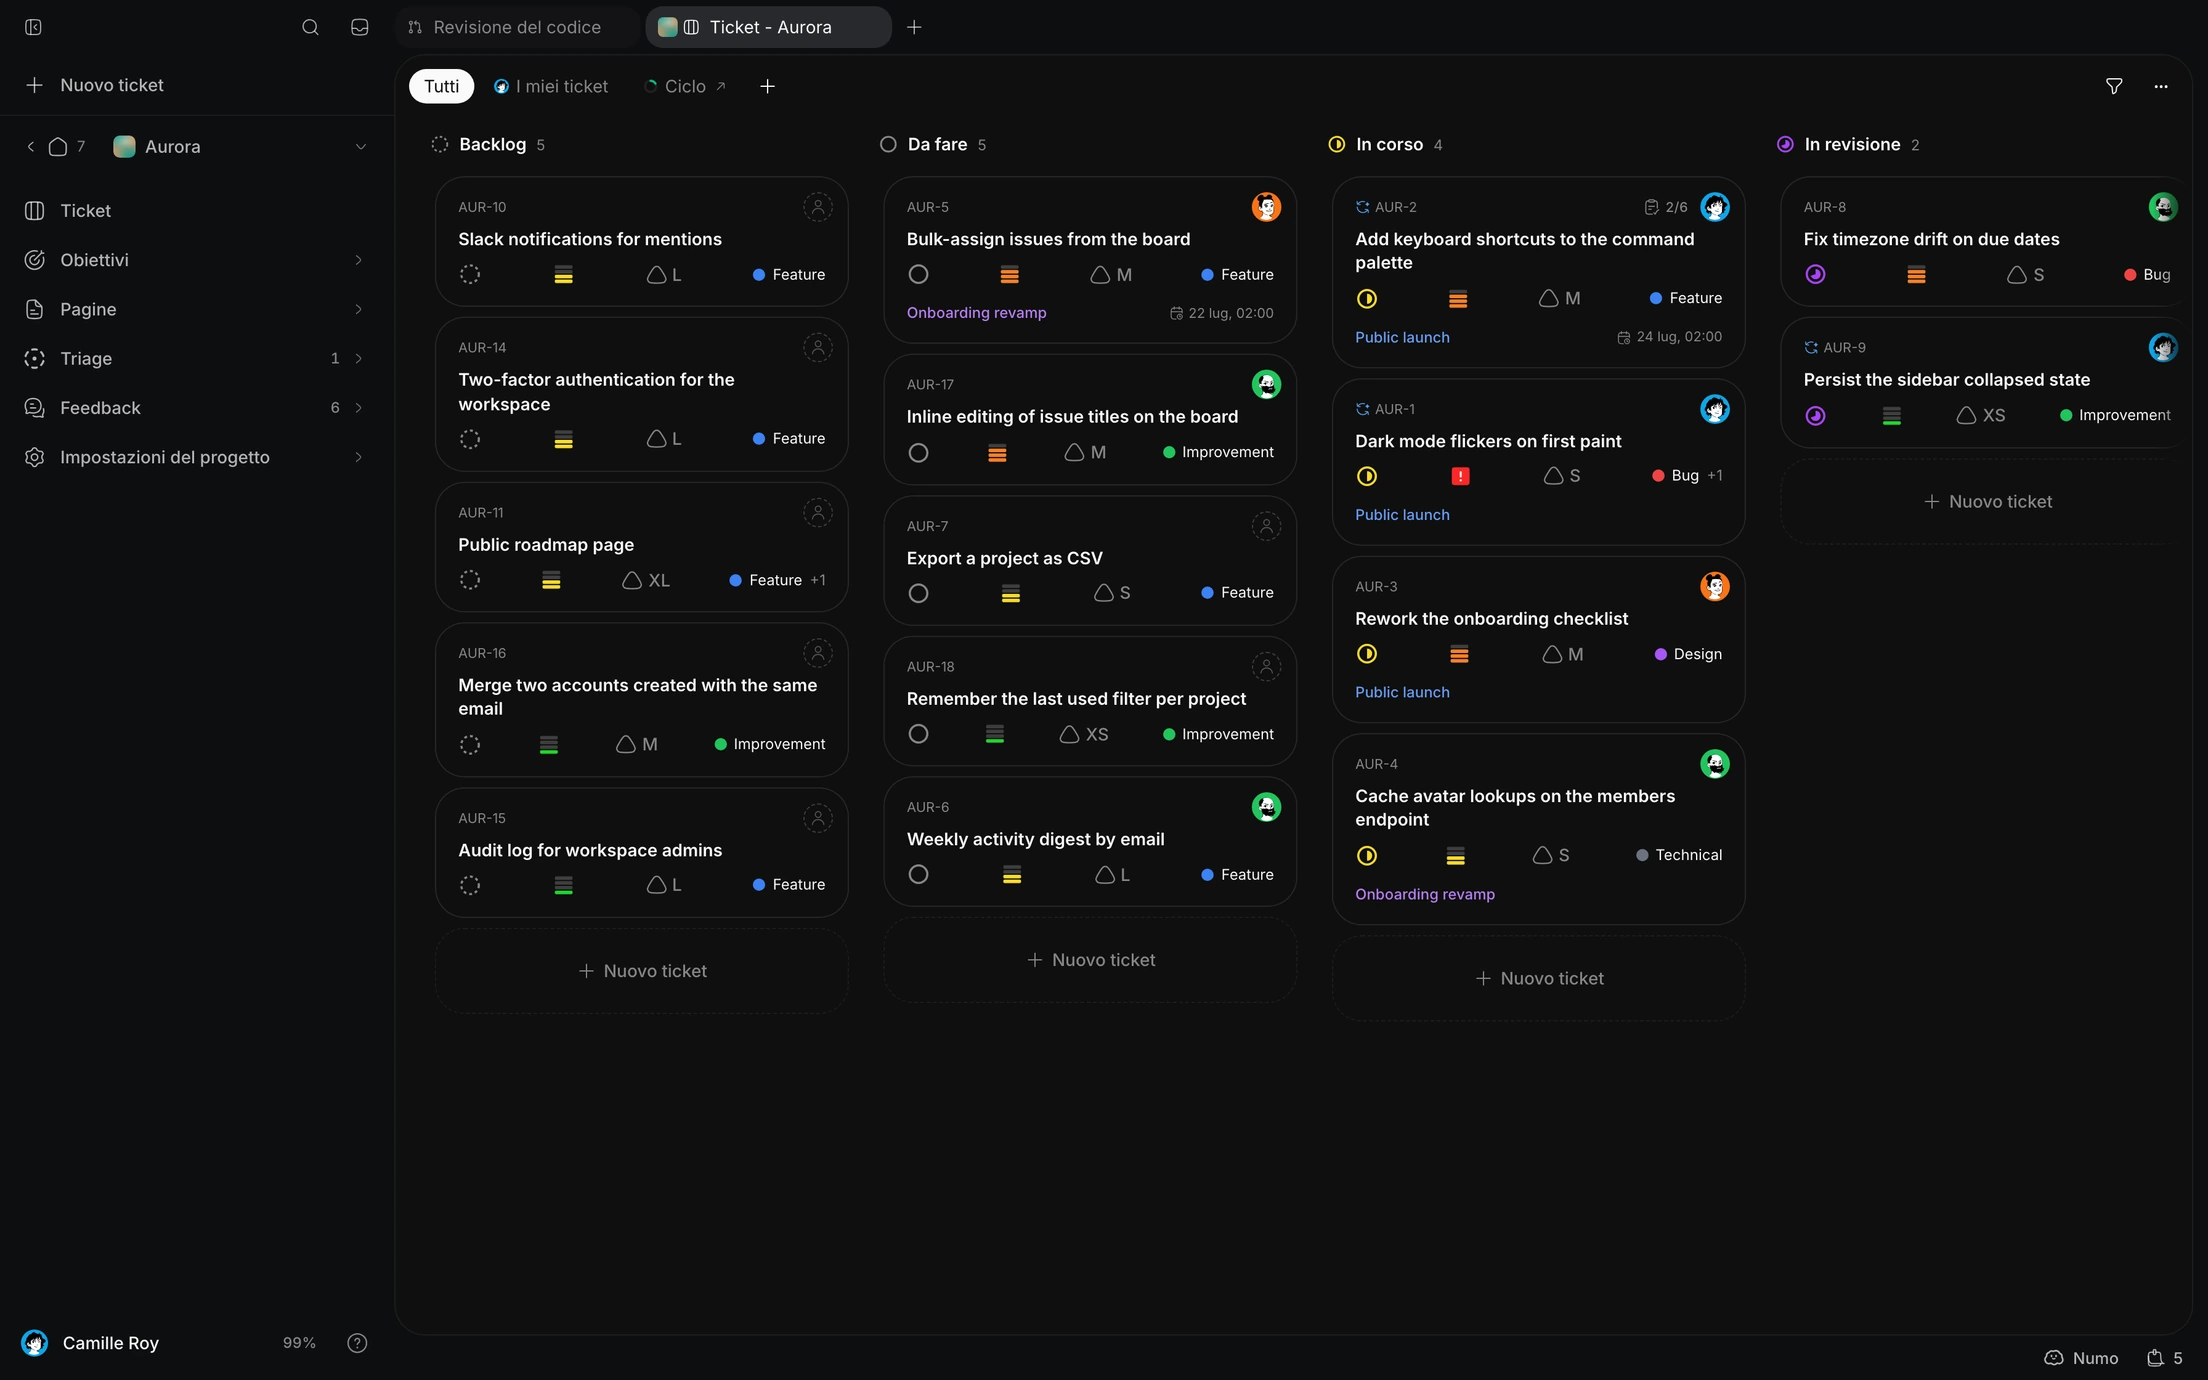 Revisione del codice
Ticket - Aurora
Nuovo ticket
7
Aurora
Ticket
Obiettivi
Pagine
Triage 1
Feedback 6
Impostazioni del progetto
Camille Roy
99%
Tutti
I miei ticket
Ciclo
Backlog 5
AUR-10
Slack notifications for mentions
L
Feature
AUR-14
Two-factor authentication for the
workspace
L
Feature
AUR-11
Public roadmap page
XL
Feature +1
AUR-16
Merge two accounts created with the same
email
M
Improvement
AUR-15
Audit log for workspace admins
L
Feature
Nuovo ticket
Da fare 5
AUR-5
Bulk-assign issues from the board
M
Feature
Onboarding revamp
22 lug, 02:00
AUR-17
Inline editing of issue titles on the board
M
Improvement
AUR-7
Export a project as CSV
S
Feature
AUR-18
Remember the last used filter per project
XS
Improvement
AUR-6
Weekly activity digest by email
L
Feature
Nuovo ticket
In corso 4
AUR-2
2/6
Add keyboard shortcuts to the command
palette
M
Feature
Public launch
24 lug, 02:00
AUR-1
Dark mode flickers on first paint
S
Bug +1
Public launch
AUR-3
Rework the onboarding checklist
M
Design
Public launch
AUR-4
Cache avatar lookups on the members
endpoint
S
Technical
Onboarding revamp
Nuovo ticket
In revisione 2
AUR-8
Fix timezone drift on due dates
S
Bug
AUR-9
Persist the sidebar collapsed state
XS
Improvement
Nuovo ticket
Numo
5